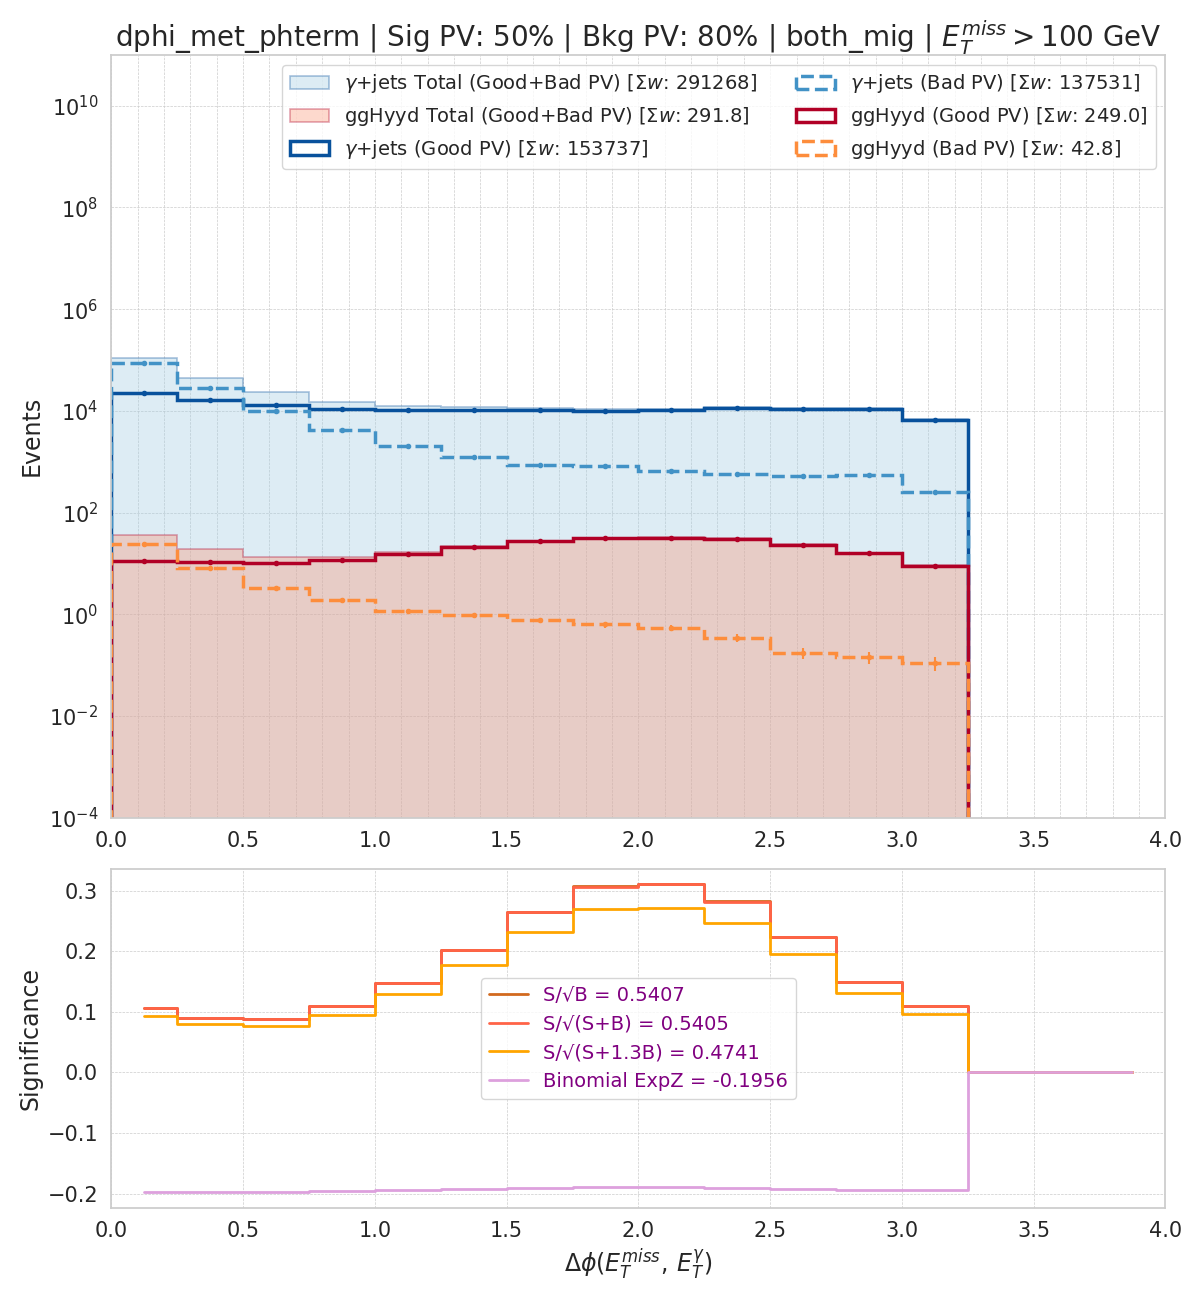 dphi_met_phterm | Sig PV: 50% | Bkg PV: 80% | both_mig | $E_T^{miss} > 100$ GeV
γ+jets Total (Good+Bad PV) [Σw: 291268]
ggHyyd Total (Good+Bad PV) [Σw: 291.8]
γ+jets (Good PV) [Σw: 153737]
γ+jets (Bad PV) [Σw: 137531]
ggHyyd (Good PV) [Σw: 249.0]
ggHyyd (Bad PV) [Σw: 42.8]
Events
$10^{10}$
$10^8$
$10^6$
$10^4$
$10^2$
$10^0$
$10^{-2}$
$10^{-4}$
0.0 0.5 1.0 1.5 2.0 2.5 3.0 3.5 4.0
Significance
0.3
0.2
0.1
0.0
−0.1
−0.2
S/√B = 0.5407
S/√(S+B) = 0.5405
S/√(S+1.3B) = 0.4741
Binomial ExpZ = -0.1956
0.0 0.5 1.0 1.5 2.0 2.5 3.0 3.5 4.0
$\Delta\phi(E_T^{miss}, E_T^{\gamma})$